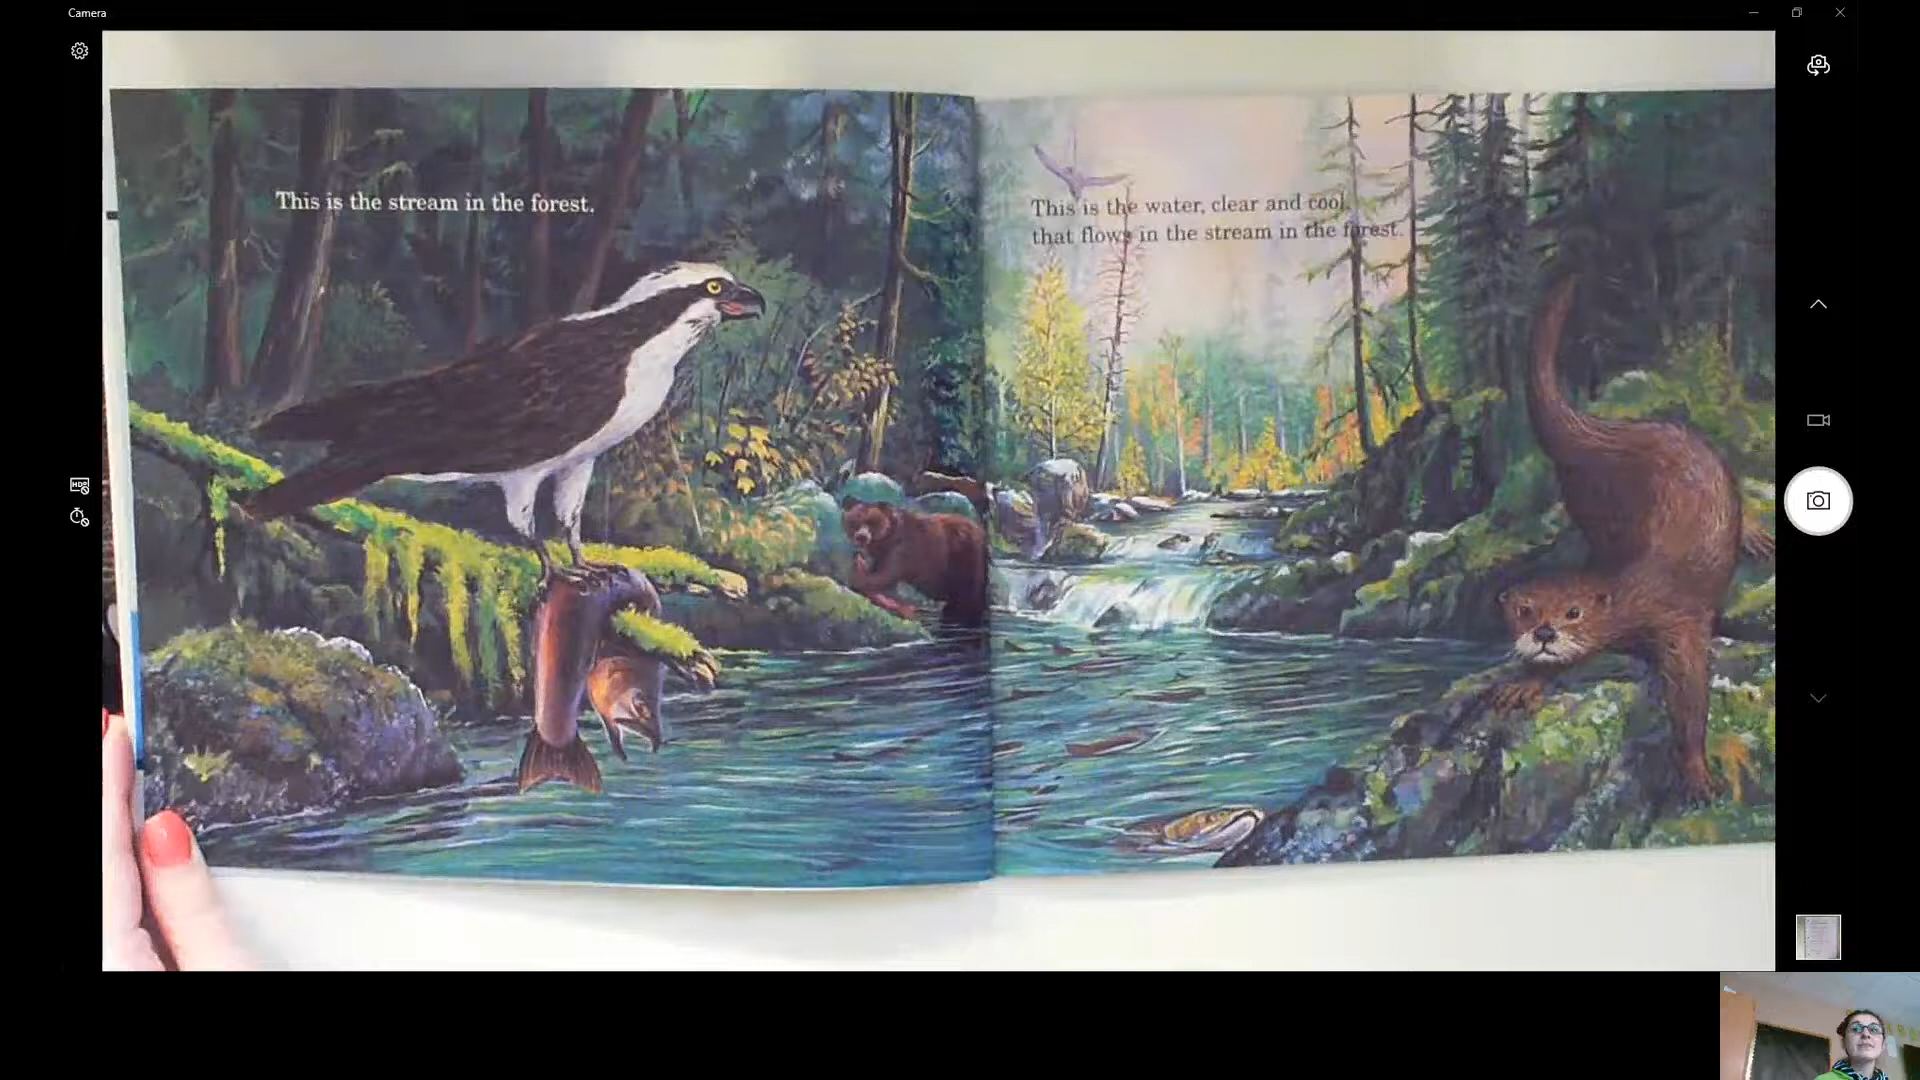 Camera
This is the stream in the forest.
This is the water, clear and cool,
that flows in the stream in the forest.